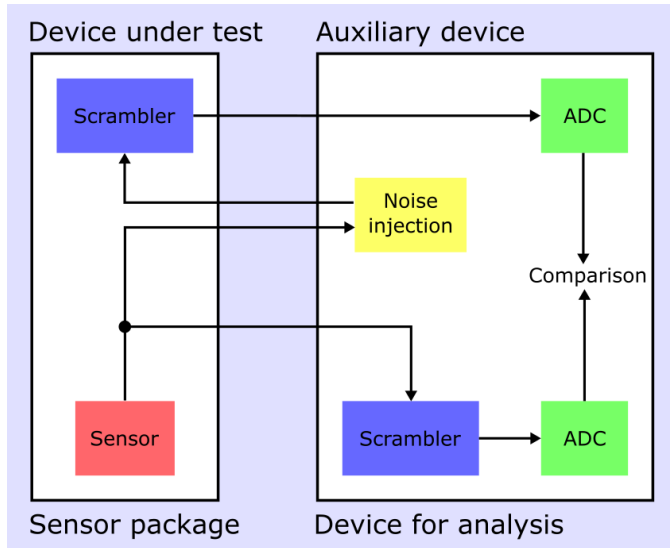 Device under test
Auxiliary device
Scrambler
ADC
Noise
injection
Comparison
Sensor
Scrambler
ADC
Sensor package
Device for analysis